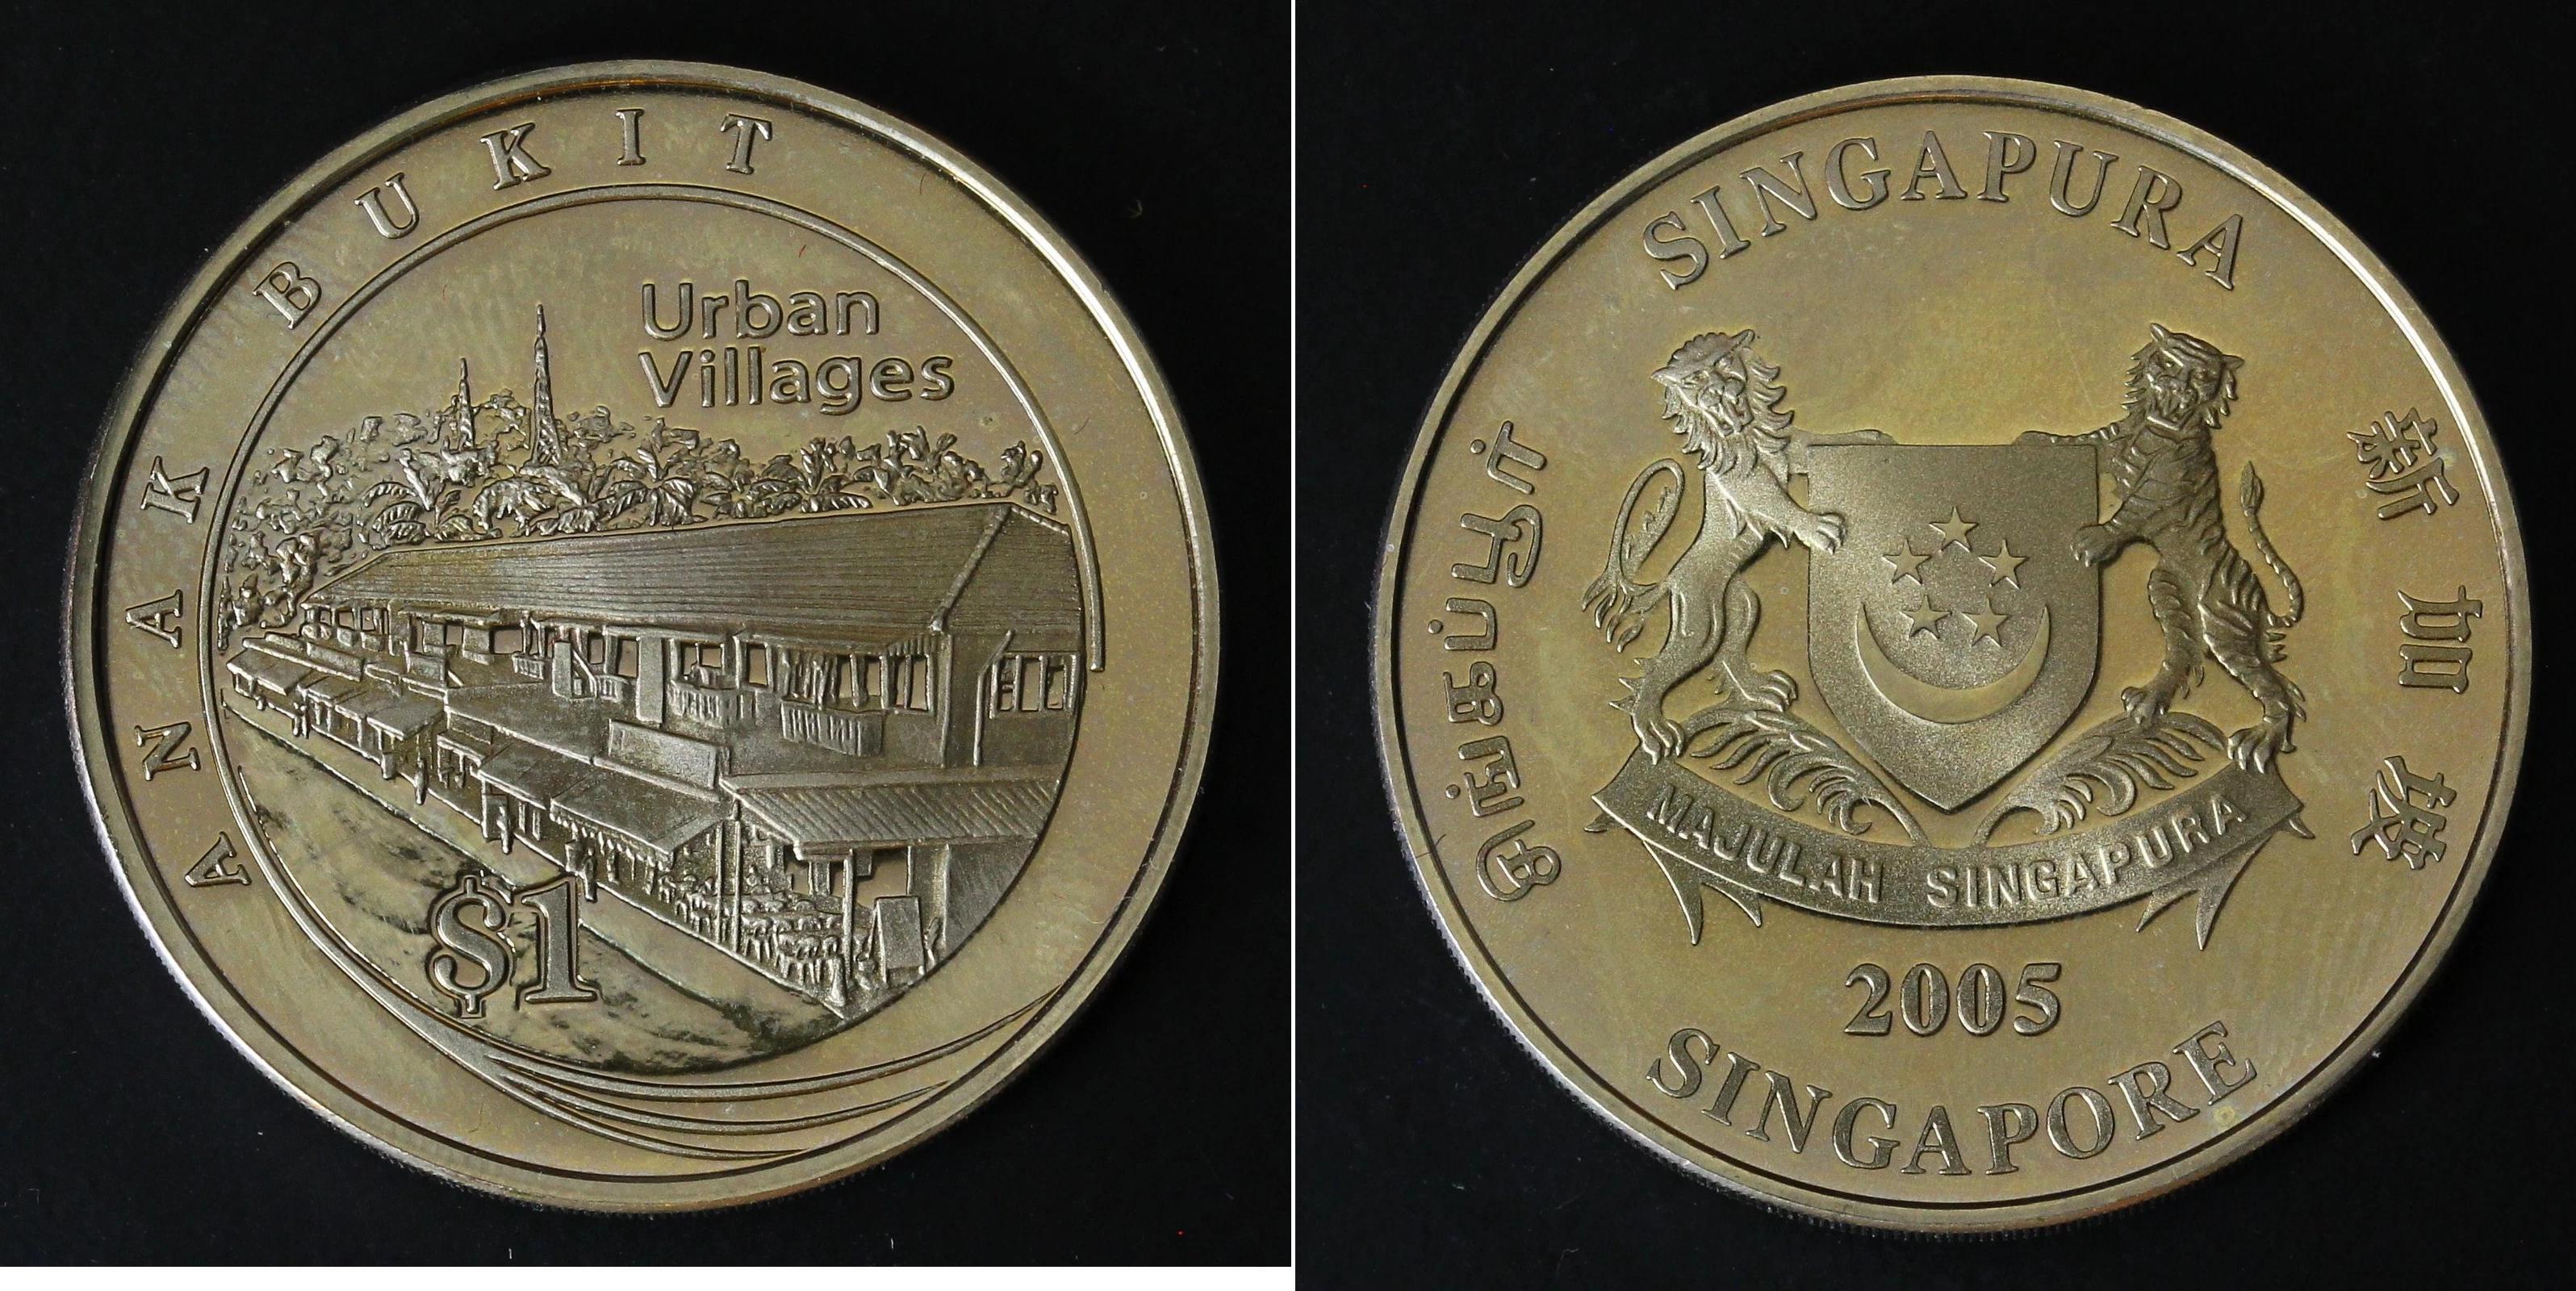 ANAK BUKIT
Urban
Villages
$1
SINGAPURA
சிங்கப்பூர்
新加坡
MAJULAH SINGAPURA
2005
SINGAPORE